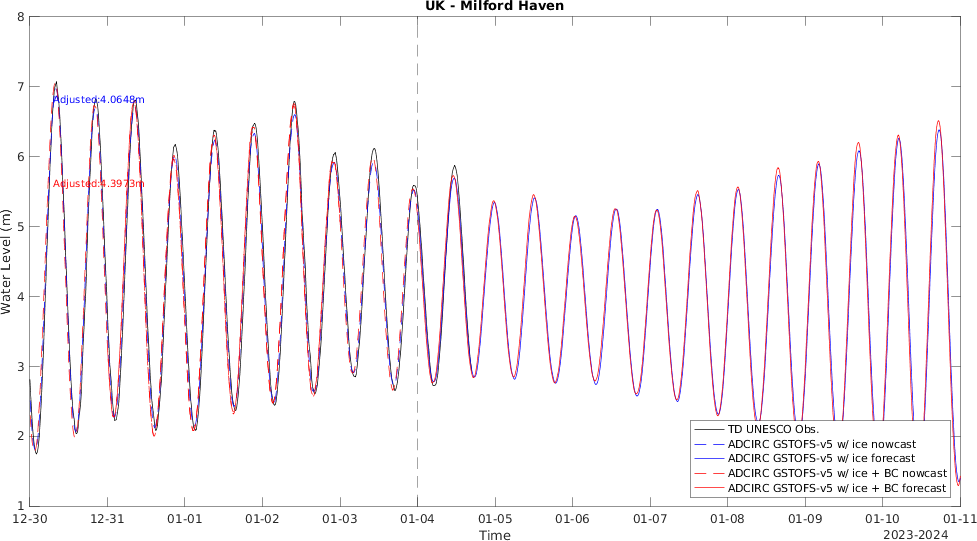 UK - Milford Haven
8
7
6
5
4
3
2
1
Water Level (m)
Adjusted:4.0648m
Adjusted:4.3973m
TD UNESCO Obs.
ADCIRC GSTOFS-v5 w/ ice nowcast
ADCIRC GSTOFS-v5 w/ ice forecast
ADCIRC GSTOFS-v5 w/ ice + BC nowcast
ADCIRC GSTOFS-v5 w/ ice + BC forecast
12-30 12-31 01-01 01-02 01-03 01-04 01-05 01-06 01-07 01-08 01-09 01-10 01-11
Time
2023-2024